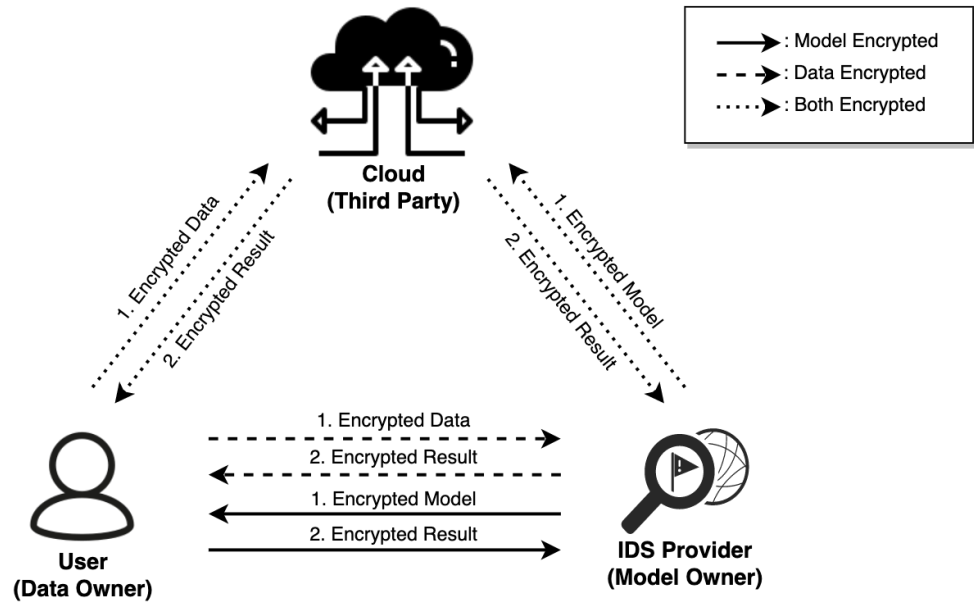 : Model Encrypted
: Data Encrypted
: Both Encrypted
Cloud
(Third Party)
1. Encrypted Data
2. Encrypted Result
1. Encrypted Model
2. Encrypted Result
1. Encrypted Data
2. Encrypted Result
1. Encrypted Model
2. Encrypted Result
User
(Data Owner)
IDS Provider
(Model Owner)